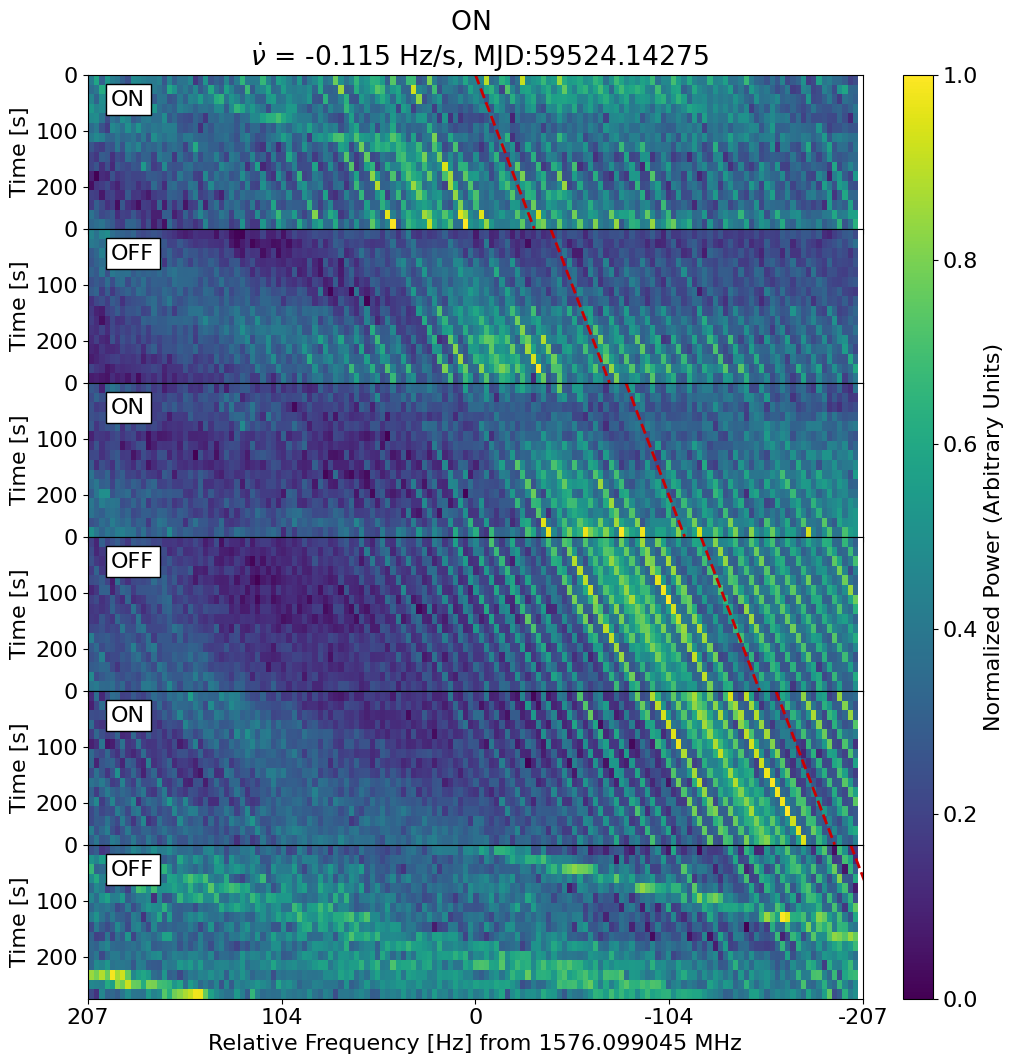 ON
ν̇ = -0.115 Hz/s, MJD:59524.14275
0
ON
100
200
Time [s]
0
OFF
100
200
Time [s]
0
ON
100
200
Time [s]
0
OFF
100
200
Time [s]
0
ON
100
200
Time [s]
0
OFF
100
200
Time [s]
207 104 0 -104 -207
Relative Frequency [Hz] from 1576.099045 MHz
1.0
0.8
0.6
0.4
0.2
0.0
Normalized Power (Arbitrary Units)